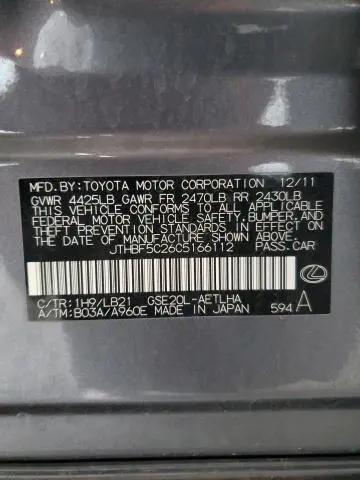 MFD.BY:TOYOTA MOTOR CORPORATION 12/11
GVWR 4425LB GAWR FR 2470LB RR 2430LB
THIS VEHICLE CONFORMS TO ALL APPLICABLE
FEDERAL MOTOR VEHICLE SAFETY,BUMPER,AND
THEFT PREVENTION STANDARDS IN EFFECT ON
THE DATE OF MANUFACTURE SHOWN ABOVE.
JTHBF5C26C5166112 PASS.CAR
C/TR:1H9/LB21 GSE20L-AETLHA
A/TM:B03A/A960E MADE IN JAPAN 594 A